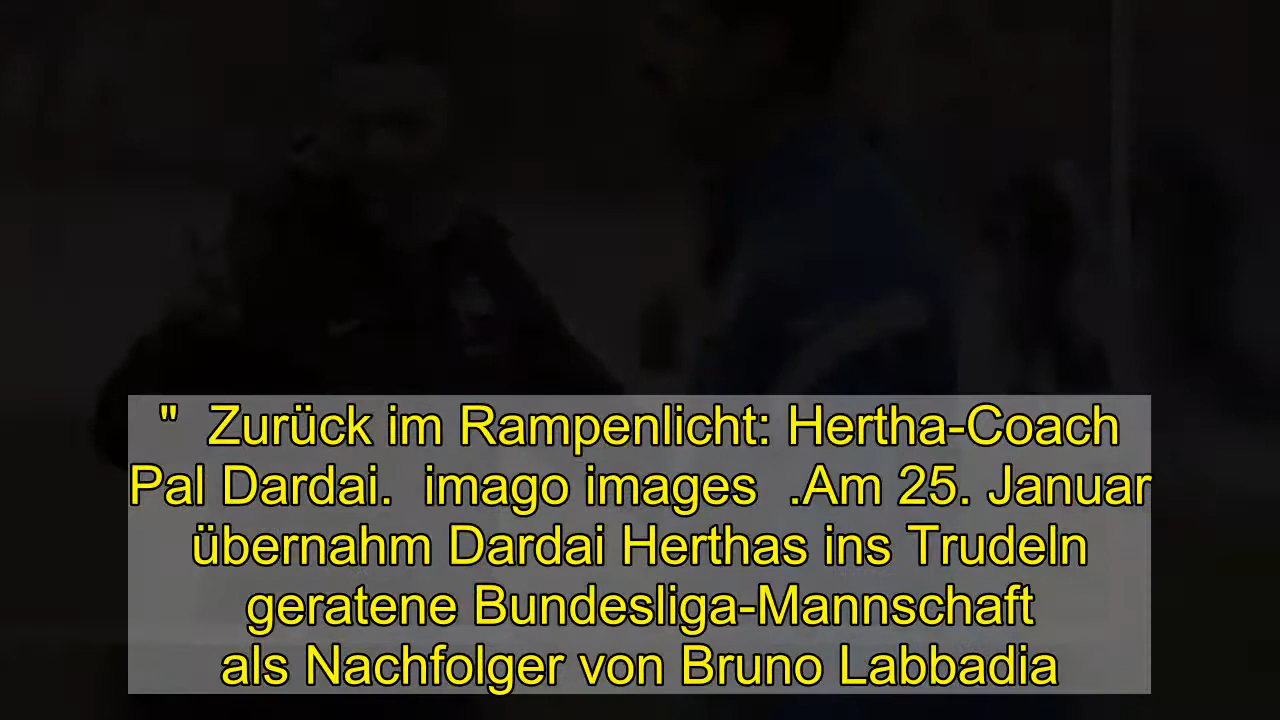 "  Zurück im Rampenlicht: Hertha-Coach
Pal Dardai.  imago images  .Am 25. Januar
übernahm Dardai Herthas ins Trudeln
geratene Bundesliga-Mannschaft
als Nachfolger von Bruno Labbadia